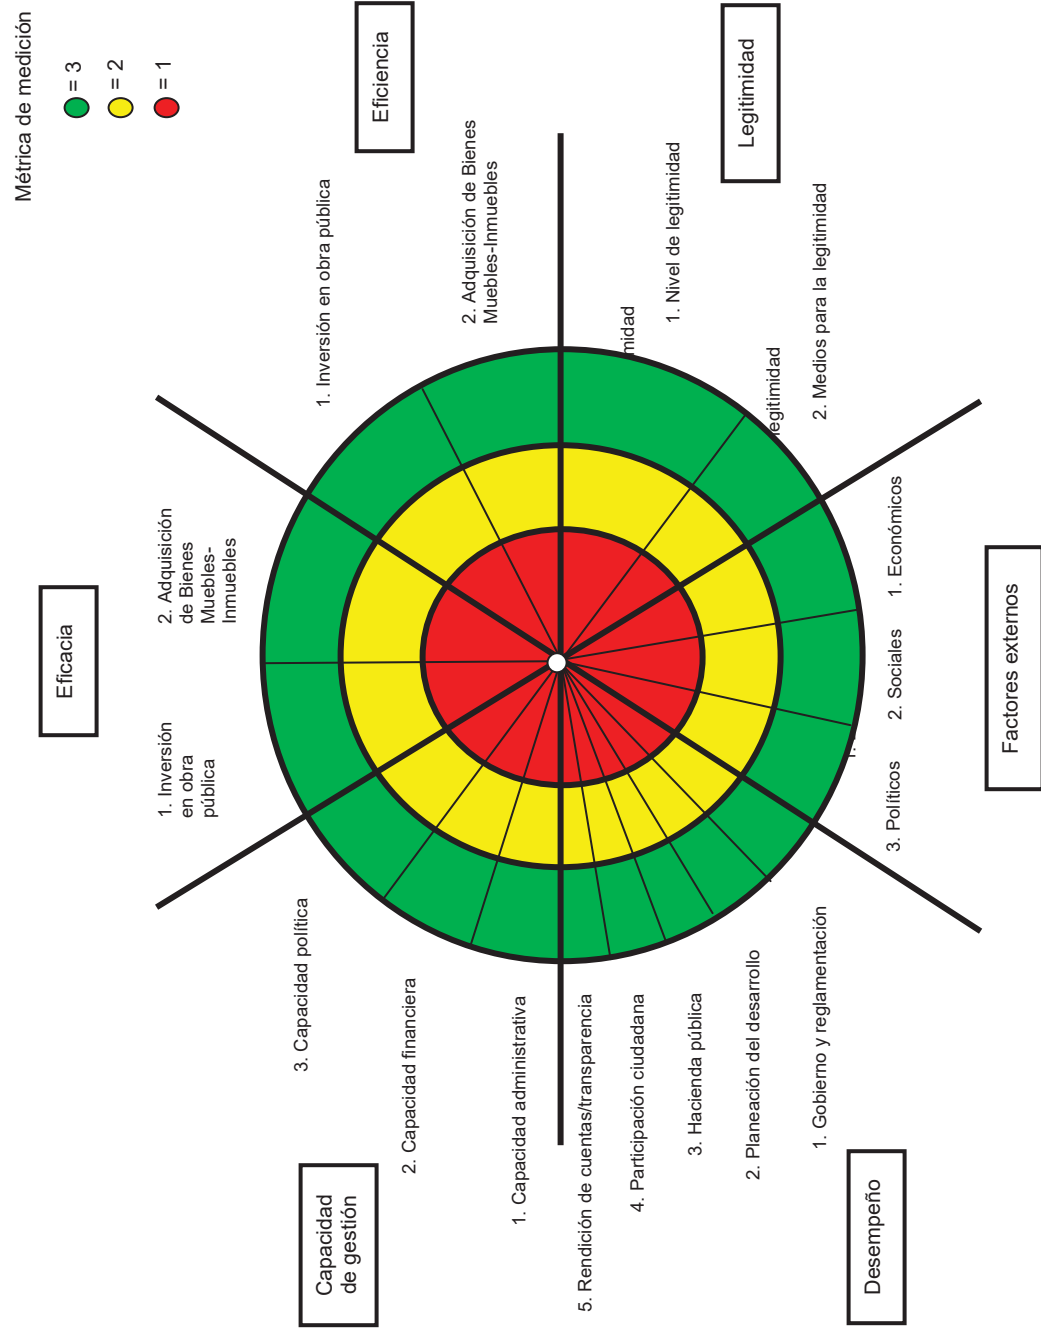 Métrica de medición
= 3
= 2
= 1
Eficacia
1. Inversión
en obra
pública
2. Adquisición
de Bienes
Muebles-
Inmuebles
Eficiencia
1. Inversión en obra pública
2. Adquisición de Bienes
Muebles-Inmuebles
Legitimidad
1. Nivel de legitimidad
midad
2. Medios para la legitimidad
legitimidad
Factores externos
1. Económicos
2. Sociales
3. Políticos
Desempeño
1. Gobierno y reglamentación
2. Planeación del desarrollo
3. Hacienda pública
4. Participación ciudadana
5. Rendición de cuentas/transparencia
Capacidad
de gestión
1. Capacidad administrativa
2. Capacidad financiera
3. Capacidad política